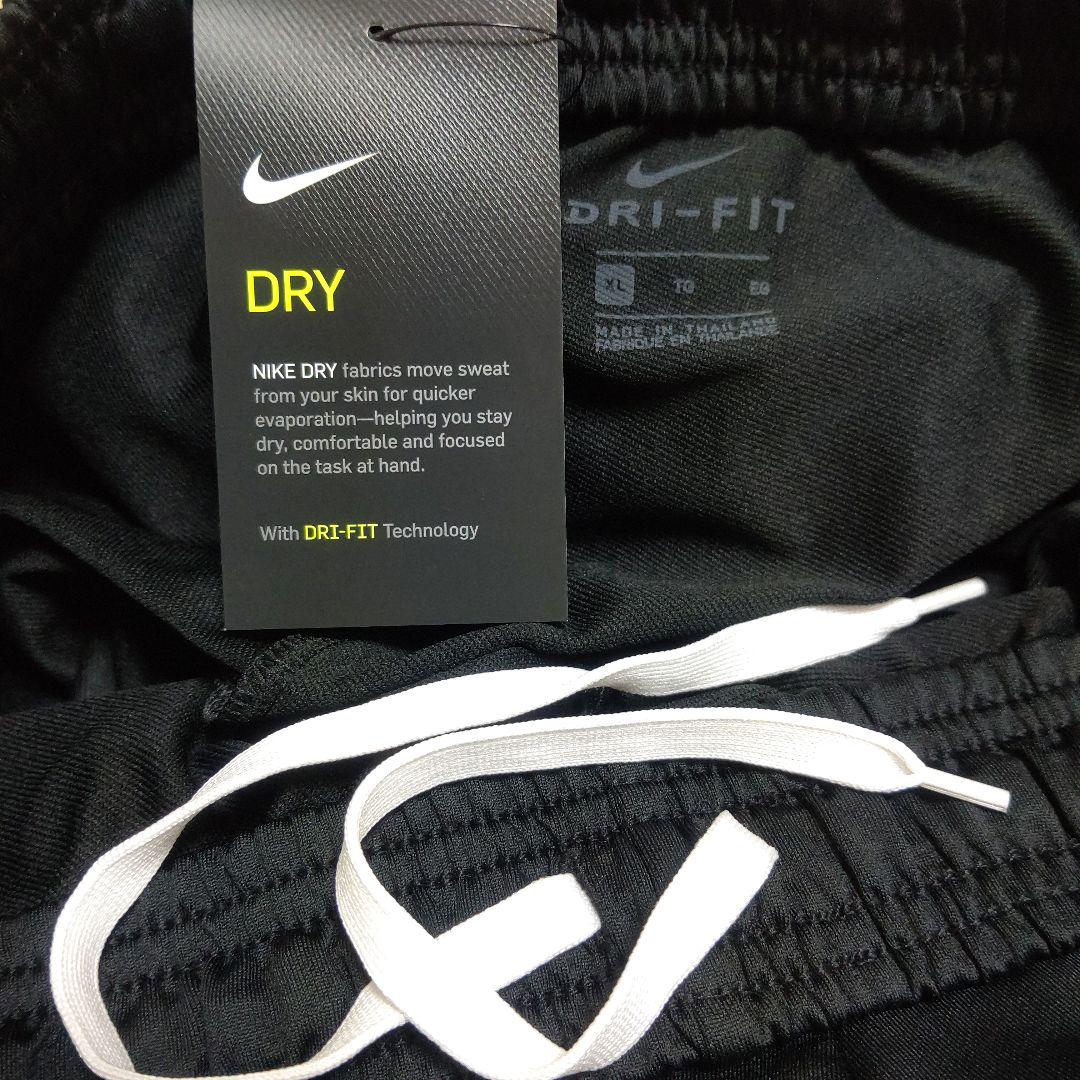 DRY
NIKE DRY fabrics move sweat
from your skin for quicker
evaporation—helping you stay
dry, comfortable and focused
on the task at hand.
With DRI-FIT Technology
DRI-FIT
XL TG EG
MADE IN THAILAND
FABRIQUE EN THAILANDE